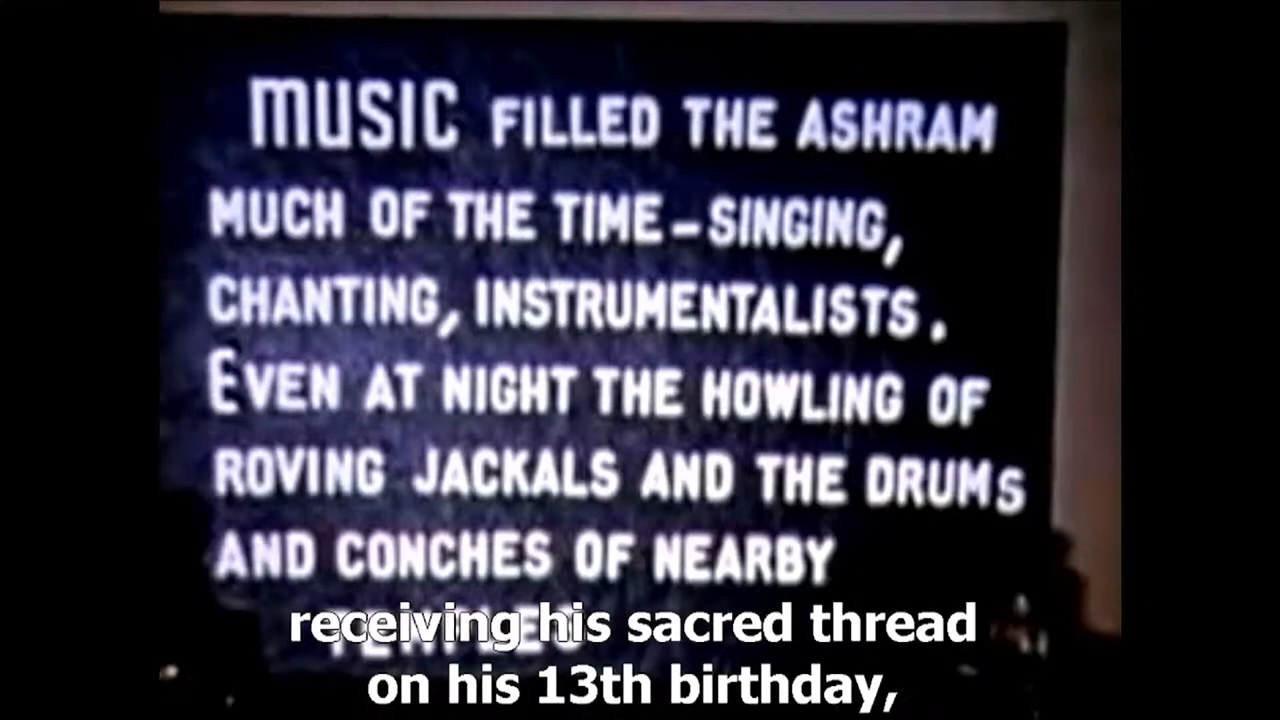 MUSIC FILLED THE ASHRAM
MUCH OF THE TIME – SINGING,
CHANTING, INSTRUMENTALISTS.
EVEN AT NIGHT THE HOWLING OF
ROVING JACKALS AND THE DRUMS
AND CONCHES OF NEARBY
receiving his sacred thread
on his 13th birthday,